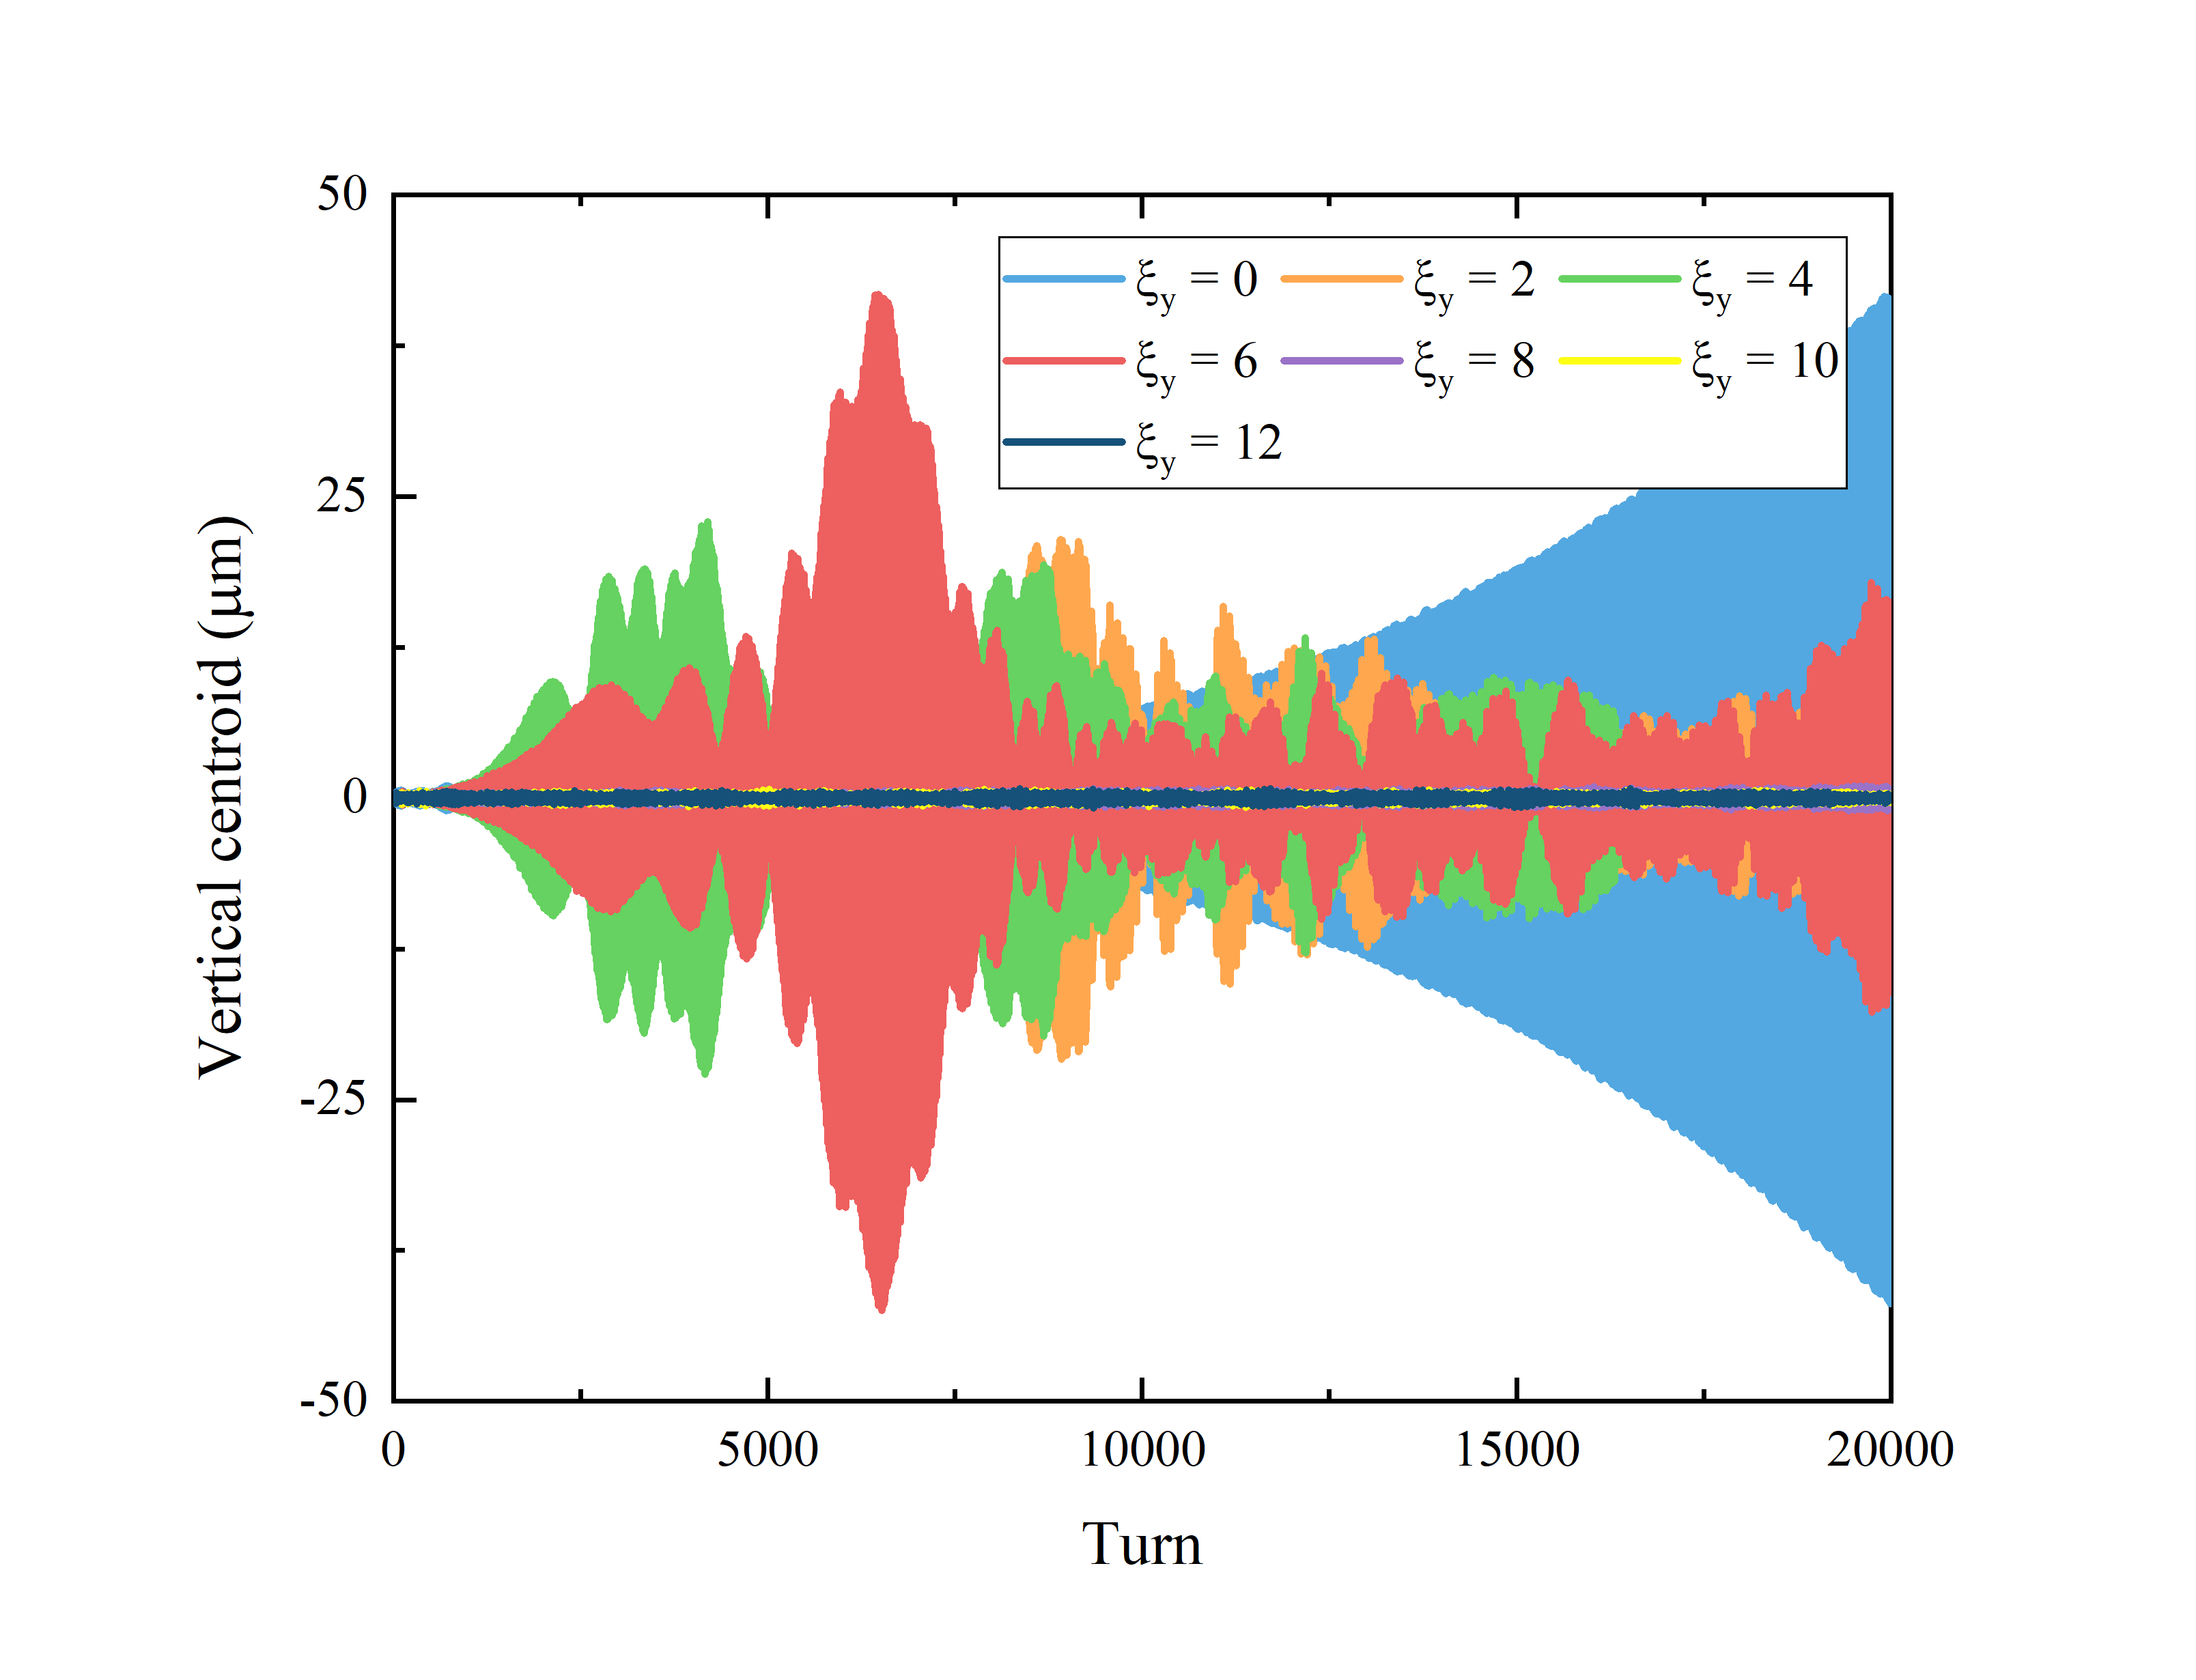 50
25
0
-25
-50
Vertical centroid (μm)
ξy = 0 ξy = 2 ξy = 4
ξy = 6 ξy = 8 ξy = 10
ξy = 12
0 5000 10000 15000 20000
Turn